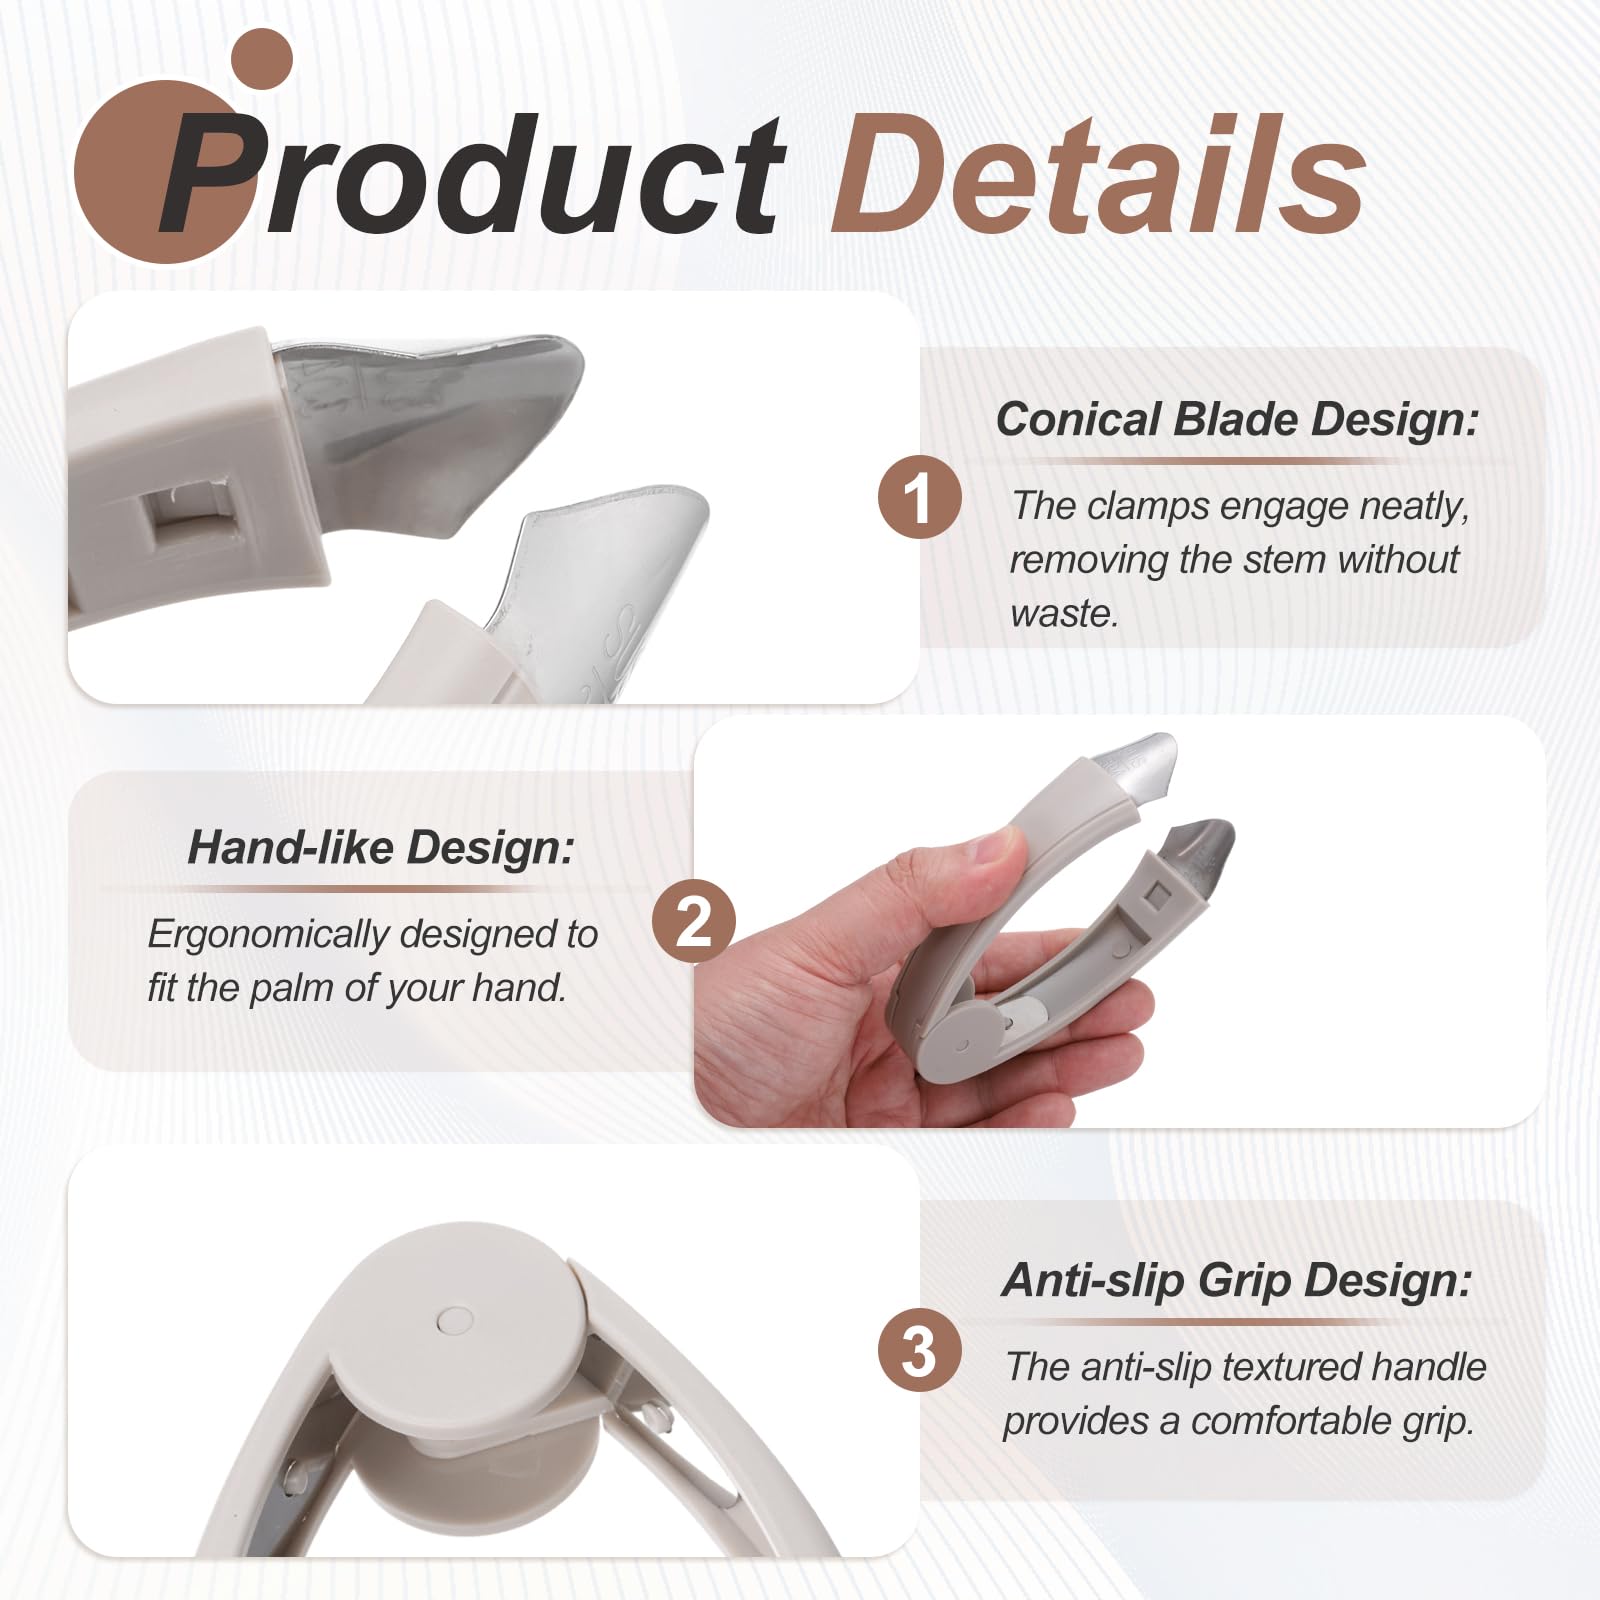 Product Details
1
Conical Blade Design:
The clamps engage neatly,
removing the stem without
waste.
Hand-like Design:
2
Ergonomically designed to
fit the palm of your hand.
Anti-slip Grip Design:
3
The anti-slip textured handle
provides a comfortable grip.